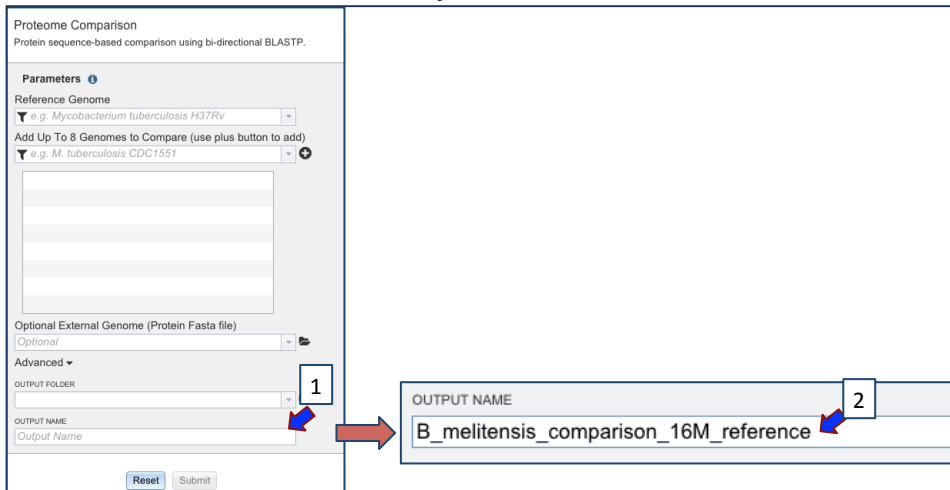 Proteome Comparison
Protein sequence-based comparison using bi-directional BLASTP.
Parameters
Reference Genome
e.g. Mycobacterium tuberculosis H37Rv
Add Up To 8 Genomes to Compare (use plus button to add)
e.g. M. tuberculosis CDC1551
Optional External Genome (Protein Fasta file)
Optional
Advanced
OUTPUT FOLDER
1
OUTPUT NAME
Output Name
Reset Submit
OUTPUT NAME
2
B_melitensis_comparison_16M_reference